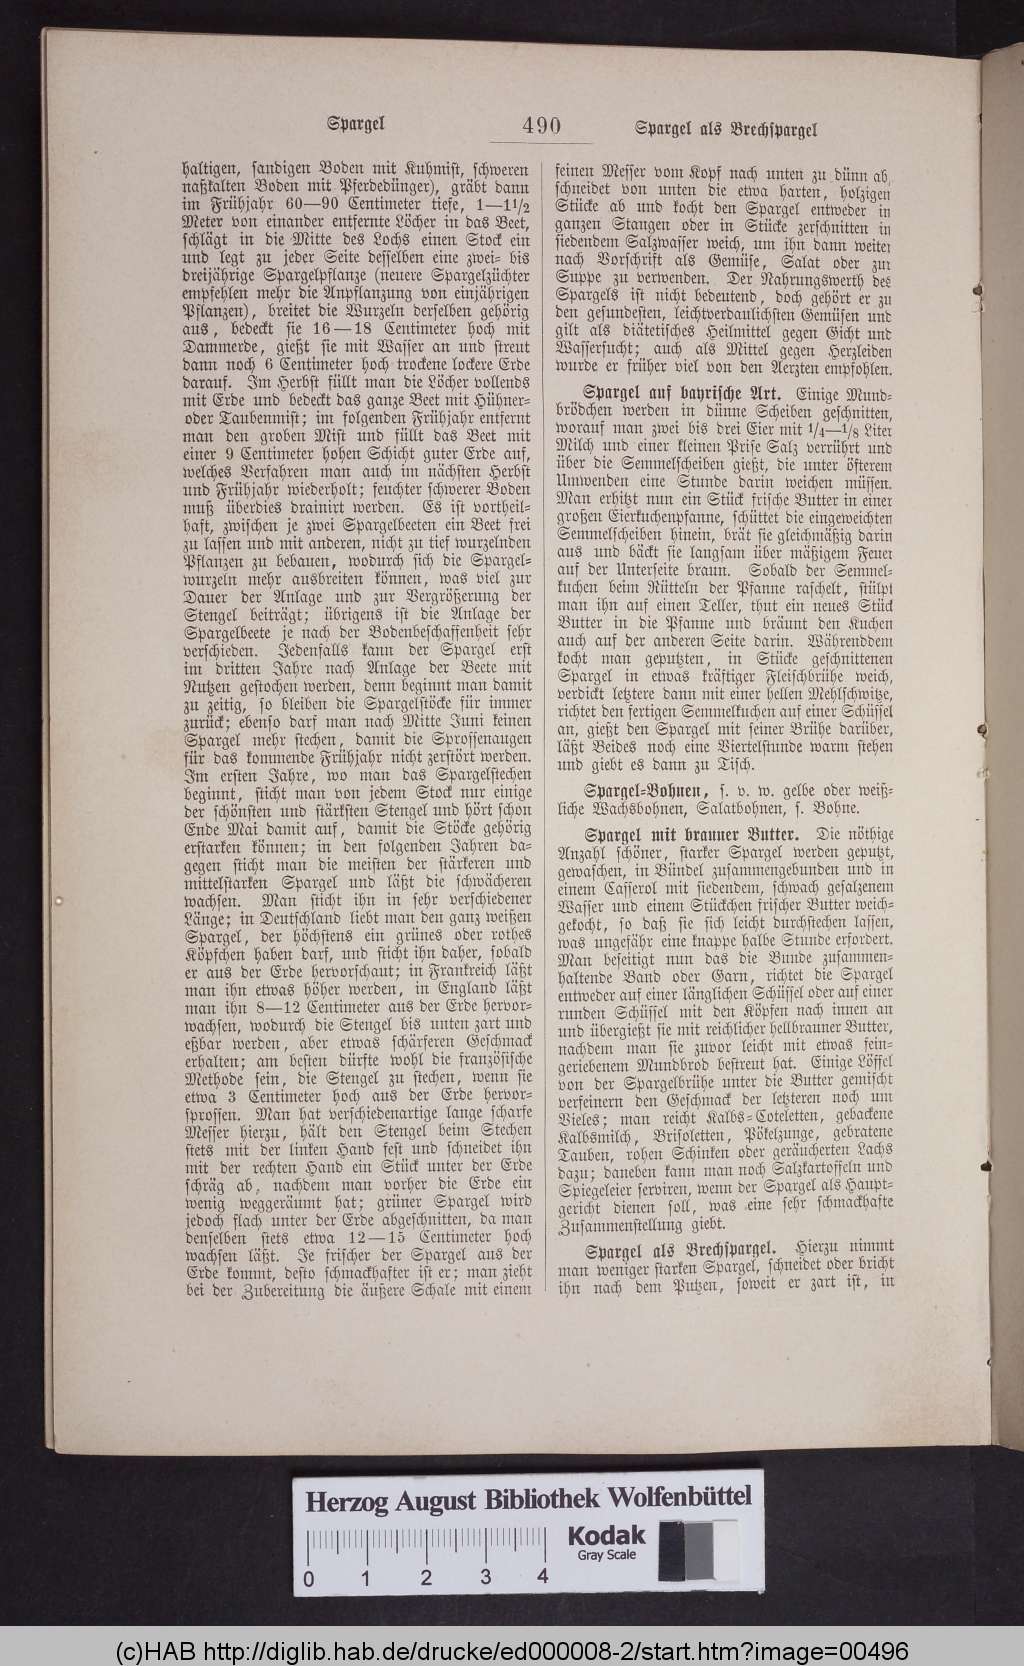 Spargel
490
Spargel als Brechspargel
haltigen, sandigen Boden mit Kuhmist, schweren
naßkalten Boden mit Pferdedünger), gräbt dann
im Frühjahr 60—90 Centimeter tiefe, 1—1½
Meter von einander entfernte Löcher in das Beet,
schlägt in die Mitte des Lochs einen Stock ein
und legt zu jeder Seite desselben eine zwei- bis
dreijährige Spargelpflanze (neuere Spargelzüchter
empfehlen mehr die Anpflanzung von einjährigen
Pflanzen), breitet die Wurzeln derselben gehörig
aus, bedeckt sie 16—18 Centimeter hoch mit
Dammerde, gießt sie mit Wasser an und streut
dann noch 6 Centimeter hoch trockene lockere Erde
darauf. Im Herbst füllt man die Löcher vollends
mit Erde und bedeckt das ganze Beet mit Hühner-
oder Taubenmist; im folgenden Frühjahr entfernt
man den groben Mist und füllt das Beet mit
einer 9 Centimeter hohen Schicht guter Erde auf,
welches Verfahren man auch im nächsten Herbst
und Frühjahr wiederholt; feuchter schwerer Boden
muß überdies drainirt werden. Es ist vortheil-
haft, zwischen je zwei Spargelbeeten ein Beet frei
zu lassen und mit anderen, nicht zu tief wurzelnden
Pflanzen zu bebauen, wodurch sich die Spargel-
wurzeln mehr ausbreiten können, was viel zur
Dauer der Anlage und zur Vergrößerung der
Stengel beiträgt; übrigens ist die Anlage der
Spargelbeete je nach der Bodenbeschaffenheit sehr
verschieden. Jedenfalls kann der Spargel erst
im dritten Jahre nach Anlage der Beete mit
Nutzen gestochen werden, denn beginnt man damit
zu zeitig, so bleiben die Spargelstöcke für immer
zurück; ebenso darf man nach Mitte Juni keinen
Spargel mehr stechen, damit die Sprossenaugen
für das kommende Frühjahr nicht zerstört werden.
Im ersten Jahre, wo man das Spargelstechen
beginnt, sticht man von jedem Stock nur einige
der schönsten und stärksten Stengel und hört schon
Ende Mai damit auf, damit die Stöcke gehörig
erstarken können; in den folgenden Jahren da-
gegen sticht man die meisten der stärkeren und
mittelstarken Spargel und läßt die schwächeren
wachsen. Man sticht ihn in sehr verschiedener
Länge; in Deutschland liebt man den ganz weißen
Spargel, der höchstens ein grünes oder rothes
Köpfchen haben darf, und sticht ihn daher, sobald
er aus der Erde hervorschaut; in Frankreich läßt
man ihn etwas höher werden, in England läßt
man ihn 8—12 Centimeter aus der Erde hervor-
wachsen, wodurch die Stengel bis unten zart und
eßbar werden, aber etwas schärferen Geschmack
erhalten; am besten dürfte wohl die französische
Methode sein, die Stengel zu stechen, wenn sie
etwa 3 Centimeter hoch aus der Erde hervor-
sprossen. Man hat verschiedenartige lange scharfe
Messer hierzu, hält den Stengel beim Stechen
stets mit der linken Hand fest und schneidet ihn
mit der rechten Hand ein Stück unter der Erde
schräg ab, nachdem man vorher die Erde ein
wenig weggeräumt hat; grüner Spargel wird
jedoch flach unter der Erde abgeschnitten, da man
denselben stets etwa 12—15 Centimeter hoch
wachsen läßt. Je frischer der Spargel aus der
Erde kommt, desto schmackhafter ist er; man zieht
bei der Zubereitung die äußere Schale mit einem
feinen Messer vom Kopf nach unten zu dünn ab,
schneidet von unten die etwa harten, holzigen
Stücke ab und kocht den Spargel entweder in
ganzen Stangen oder in Stücke zerschnitten in
siedendem Salzwasser weich, um ihn dann weiter
nach Vorschrift als Gemüse, Salat oder zur
Suppe zu verwenden. Der Nahrungswerth des
Spargels ist nicht bedeutend, doch gehört er zu
den gesundesten, leichtverdaulichsten Gemüsen und
gilt als diätetisches Heilmittel gegen Gicht und
Wassersucht; auch als Mittel gegen Herzleiden
wurde er früher viel von den Aerzten empfohlen.
Spargel auf bayrische Art. Einige Mund-
brödchen werden in dünne Scheiben geschnitten,
worauf man zwei bis drei Eier mit 1/4—1/8 Liter
Milch und einer kleinen Prise Salz verrührt und
über die Semmelscheiben gießt, die unter öfterem
Umwenden eine Stunde darin weichen müssen.
Man erhitzt nun ein Stück frische Butter in einer
großen Eierkuchenpfanne, schüttet die eingeweichten
Semmelscheiben hinein, brät sie gleichmäßig darin
aus und bäckt sie langsam über mäßigem Feuer
auf der Unterseite braun. Sobald der Semmel-
kuchen beim Rütteln der Pfanne raschelt, stülpt
man ihn auf einen Teller, thut ein neues Stück
Butter in die Pfanne und bräunt den Kuchen
auch auf der anderen Seite darin. Währenddem
kocht man geputzten, in Stücke geschnittenen
Spargel in etwas kräftiger Fleischbrühe weich,
verdickt letztere dann mit einer hellen Mehlschwitze,
richtet den fertigen Semmelkuchen auf einer Schüssel
an, gießt den Spargel mit seiner Brühe darüber,
läßt Beides noch eine Viertelstunde warm stehen
und giebt es dann zu Tisch.
Spargel-Bohnen, s. v. w. gelbe oder weiß-
liche Wachsbohnen, Salatbohnen, s. Bohne.
Spargel mit brauner Butter. Die nöthige
Anzahl schöner, starker Spargel werden geputzt,
gewaschen, in Bündel zusammengebunden und in
einem Casserol mit siedendem, schwach gesalzenem
Wasser und einem Stückchen frischer Butter weich-
gekocht, so daß sie sich leicht durchstechen lassen,
was ungefähr eine knappe halbe Stunde erfordert.
Man beseitigt nun das die Bunde zusammen-
haltende Band oder Garn, richtet die Spargel
entweder auf einer länglichen Schüssel oder auf einer
runden Schüssel mit den Köpfen nach innen an
und übergießt sie mit reichlicher hellbrauner Butter,
nachdem man sie zuvor leicht mit etwas fein-
geriebenem Mundbrod bestreut hat. Einige Löffel
von der Spargelbrühe unter die Butter gemischt
verfeinern den Geschmack der letzteren noch um
Vieles; man reicht Kalbs-Coteletten, gebackene
Kalbsmilch, Brisoletten, Pökelzunge, gebratene
Tauben, rohen Schinken oder geräucherten Lachs
dazu; daneben kann man noch Salzkartoffeln und
Spiegeleier serviren, wenn der Spargel als Haupt-
gericht dienen soll, was eine sehr schmackhafte
Zusammenstellung giebt.
Spargel als Brechspargel. Hierzu nimmt
man weniger starken Spargel, schneidet oder bricht
ihn nach dem Putzen, soweit er zart ist, in
Herzog August Bibliothek Wolfenbüttel
0 1 2 3 4
Kodak
Gray Scale
(c)HAB http://diglib.hab.de/drucke/ed000008-2/start.htm?image=00496